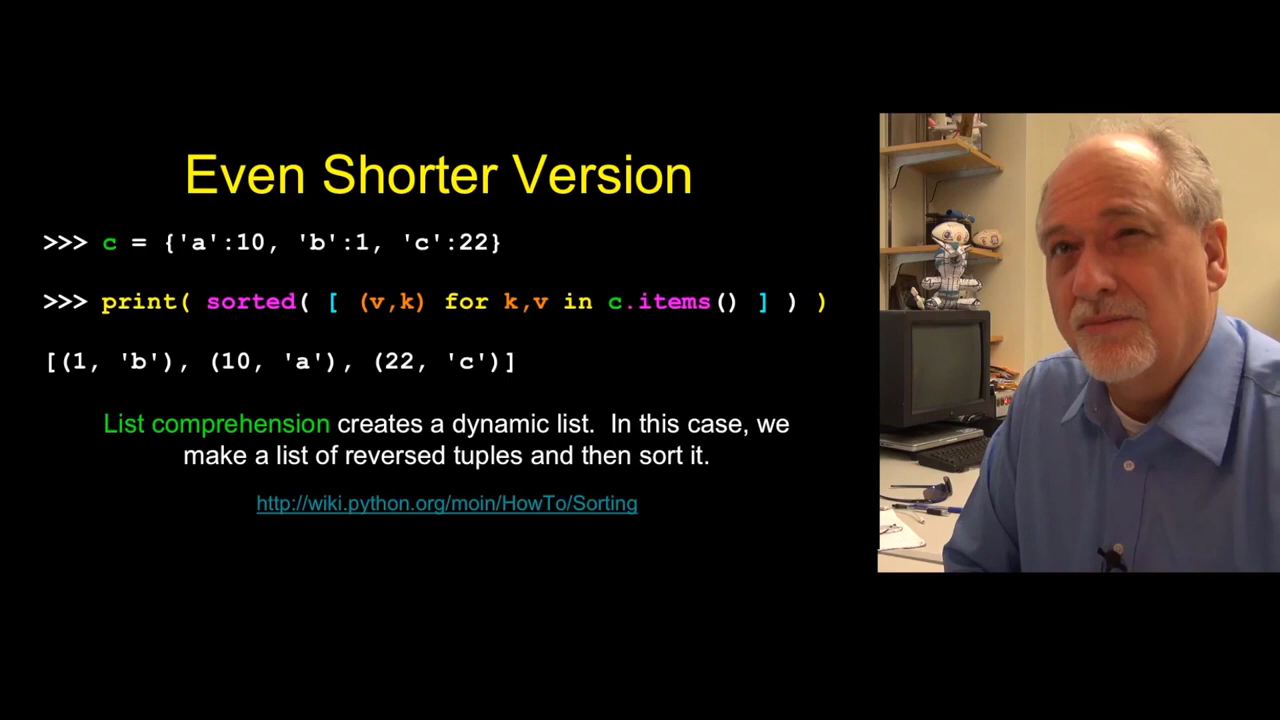 Even Shorter Version
>>> c = {'a':10, 'b':1, 'c':22}
>>> print( sorted( [ (v,k) for k,v in c.items() ] ) )
[(1, 'b'), (10, 'a'), (22, 'c')]
List comprehension creates a dynamic list.  In this case, we
make a list of reversed tuples and then sort it.
http://wiki.python.org/moin/HowTo/Sorting